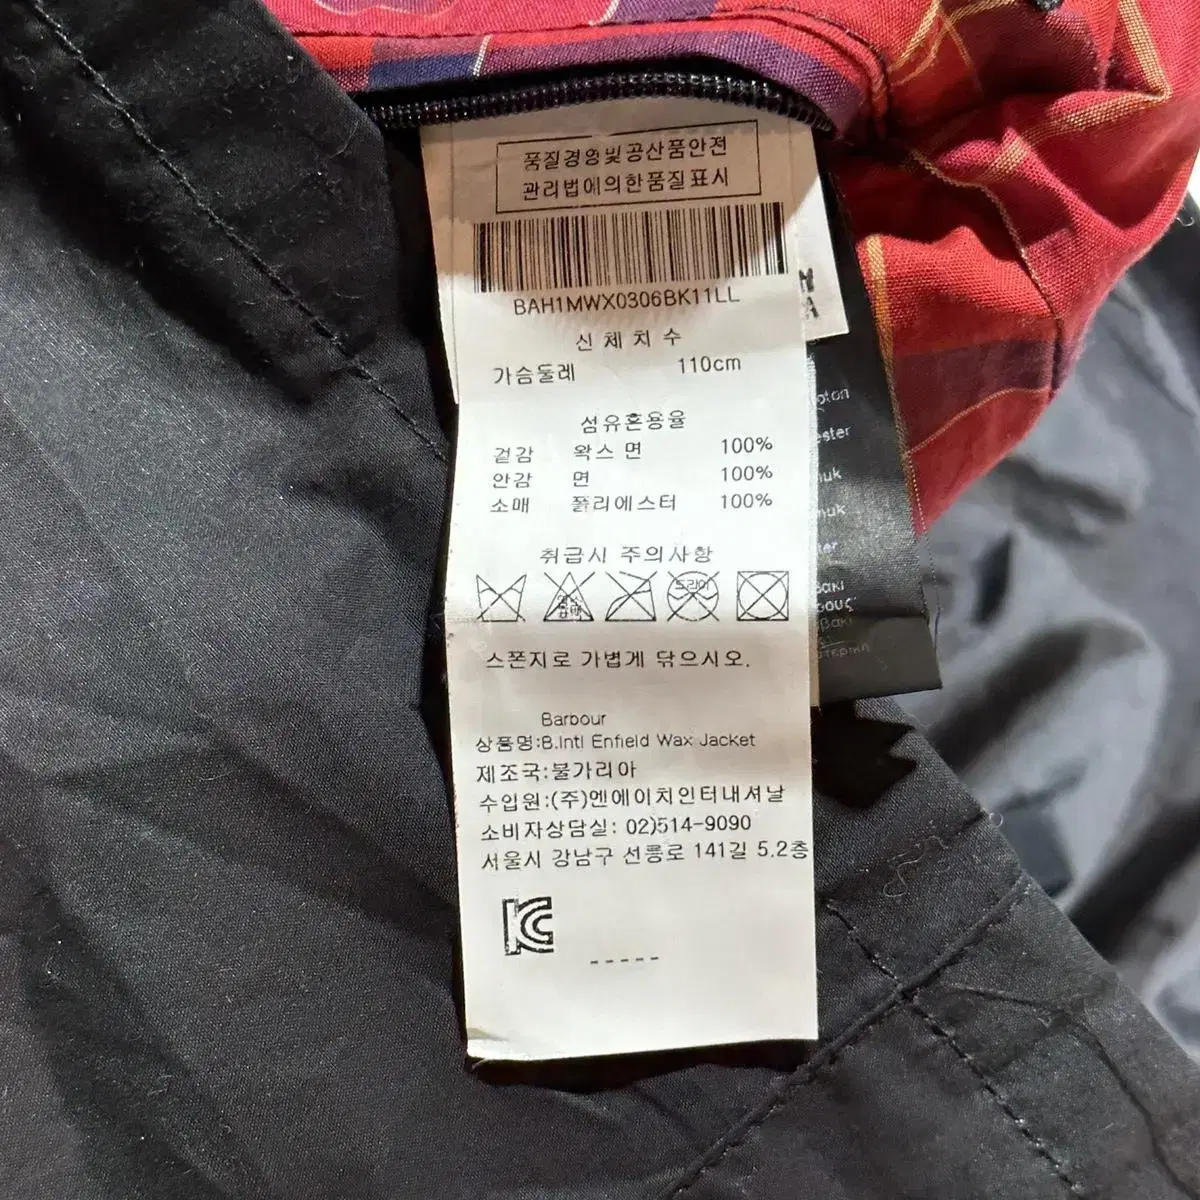 품질경영및공산품안전
관리법에의한품질표시
BAH1MWX0306BK11LL
신체치수
가슴둘레 110cm
섬유혼용율
겉감 왁스 면 100%
안감 면 100%
소매 폴리에스터 100%
취급시 주의사항
드라이
스폰지로 가볍게 닦으시오.
Barbour
상품명:B.Intl Enfield Wax Jacket
제조국:불가리아
수입원:(주)엔에이치인터내셔날
소비자상담실: 02)514-9090
서울시 강남구 선릉로 141길 5.2층
KC
-----